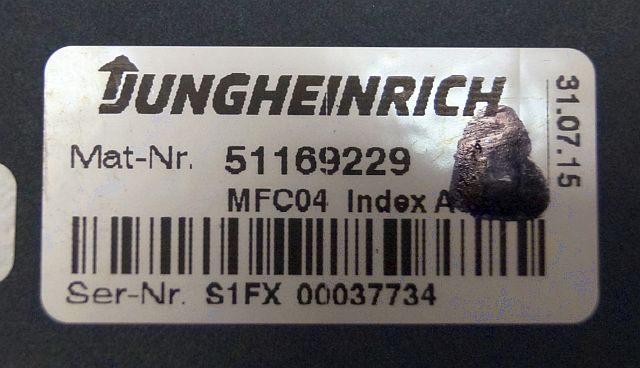 JUNGHEINRICH
Mat-Nr. 51169229
MFC04 Index
Ser-Nr. S1FX 00037734
31.07.15